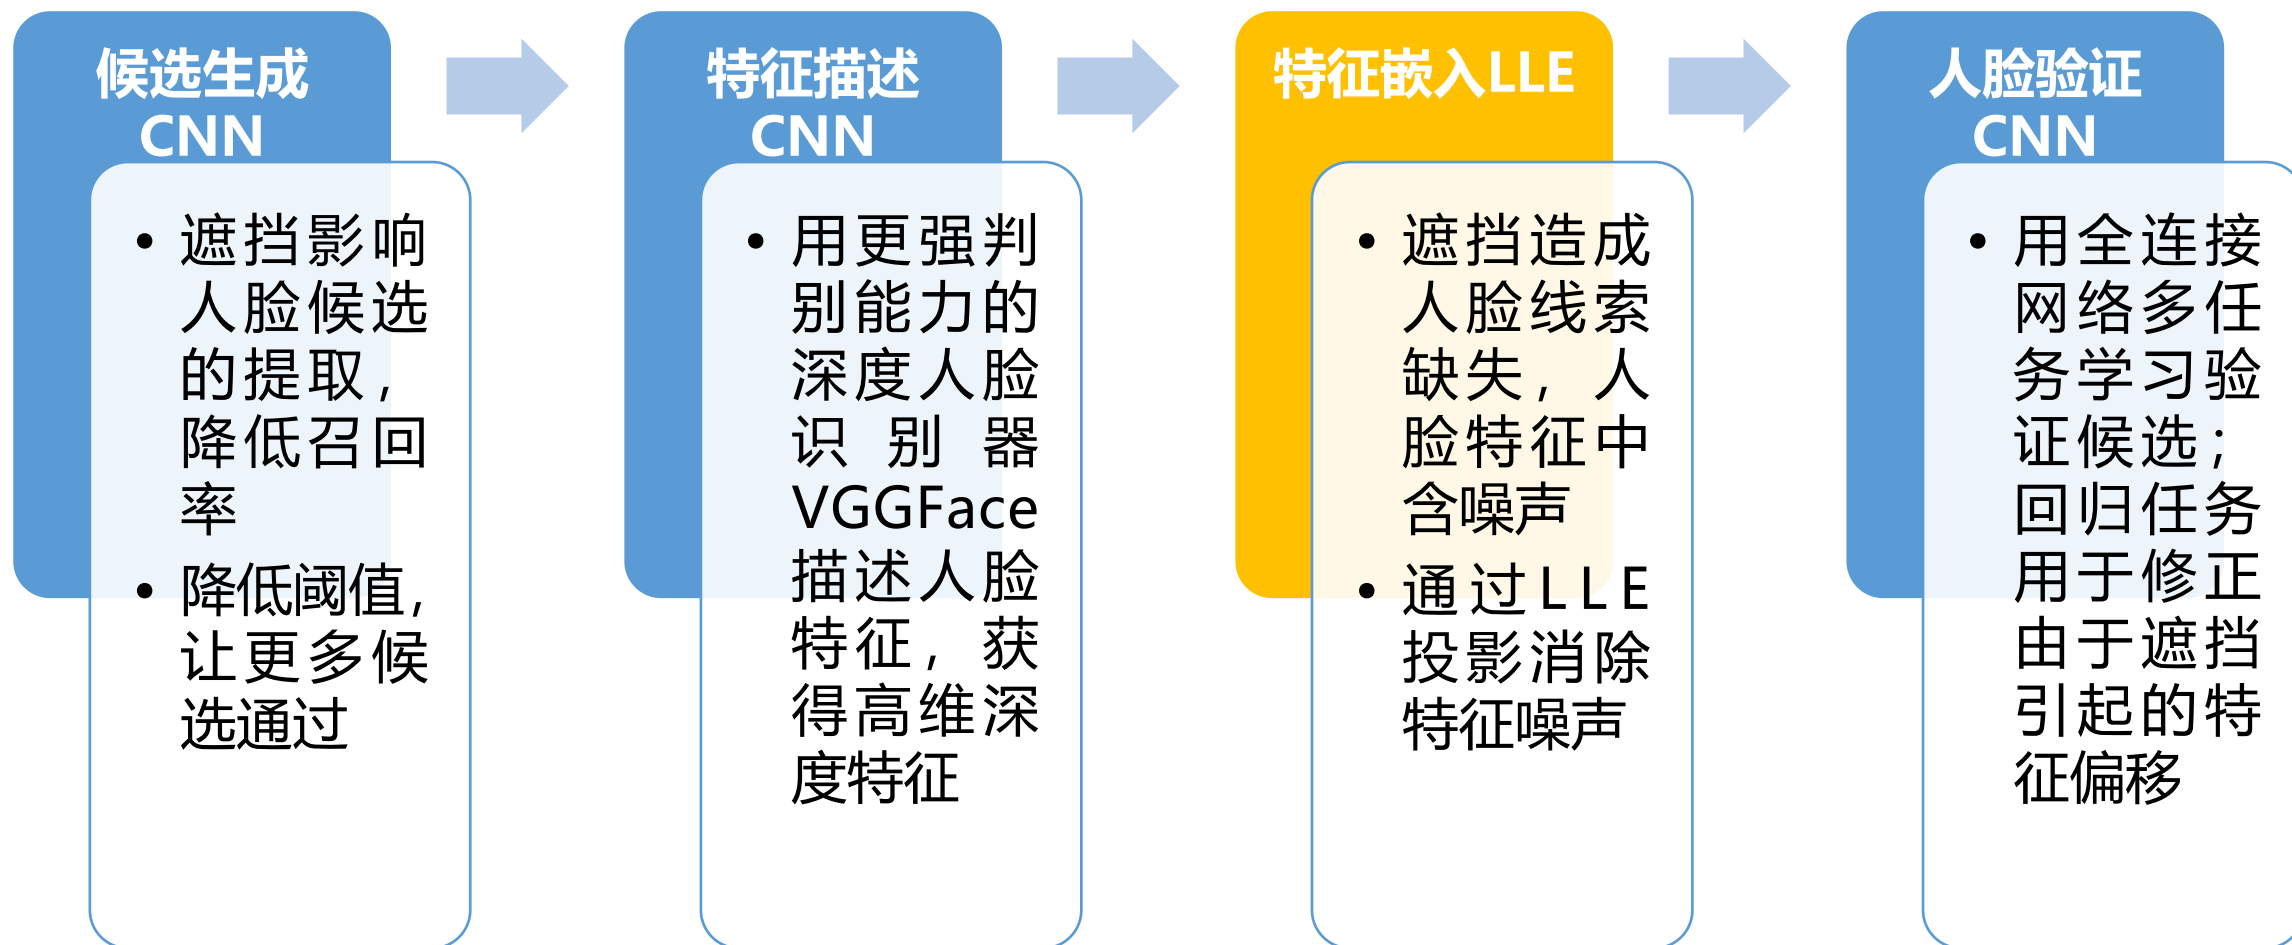 候选生成
CNN
• 遮挡影响
人脸候选
的提取，
降低召回
率
• 降低阈值，
让更多候
选通过
特征描述
CNN
• 用更强判
别能力的
深度人脸
识别器
VGGFace
描述人脸
特征，获
得高维深
度特征
特征嵌入LLE
• 遮挡造成
人脸线索
缺失，人
脸特征中
含噪声
• 通过LLE
投影消除
特征噪声
人脸验证
CNN
• 用全连接
网络多任
务学习验
证候选；
回归任务
用于修正
由于遮挡
引起的特
征偏移